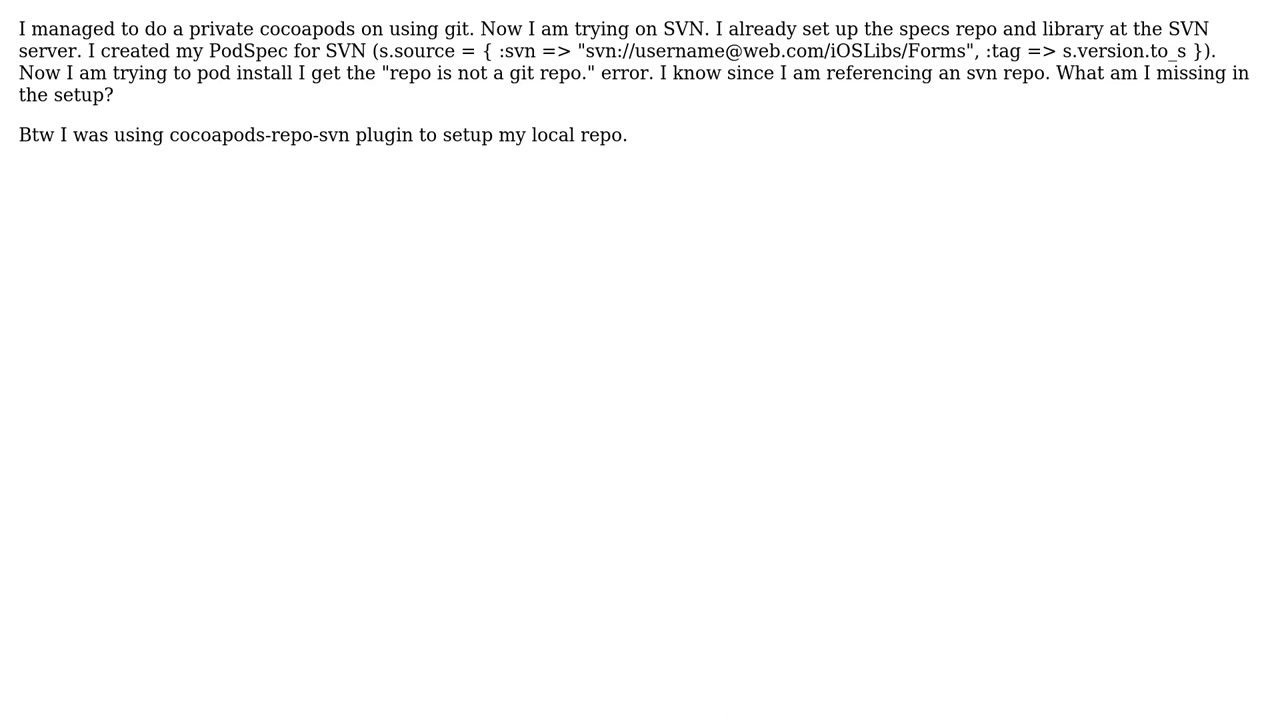 I managed to do a private cocoapods on using git. Now I am trying on SVN. I already set up the specs repo and library at the SVN
server. I created my PodSpec for SVN (s.source = { :svn => "svn://username@web.com/iOSLibs/Forms", :tag => s.version.to_s }).
Now I am trying to pod install I get the "repo is not a git repo." error. I know since I am referencing an svn repo. What am I missing in
the setup?
Btw I was using cocoapods-repo-svn plugin to setup my local repo.